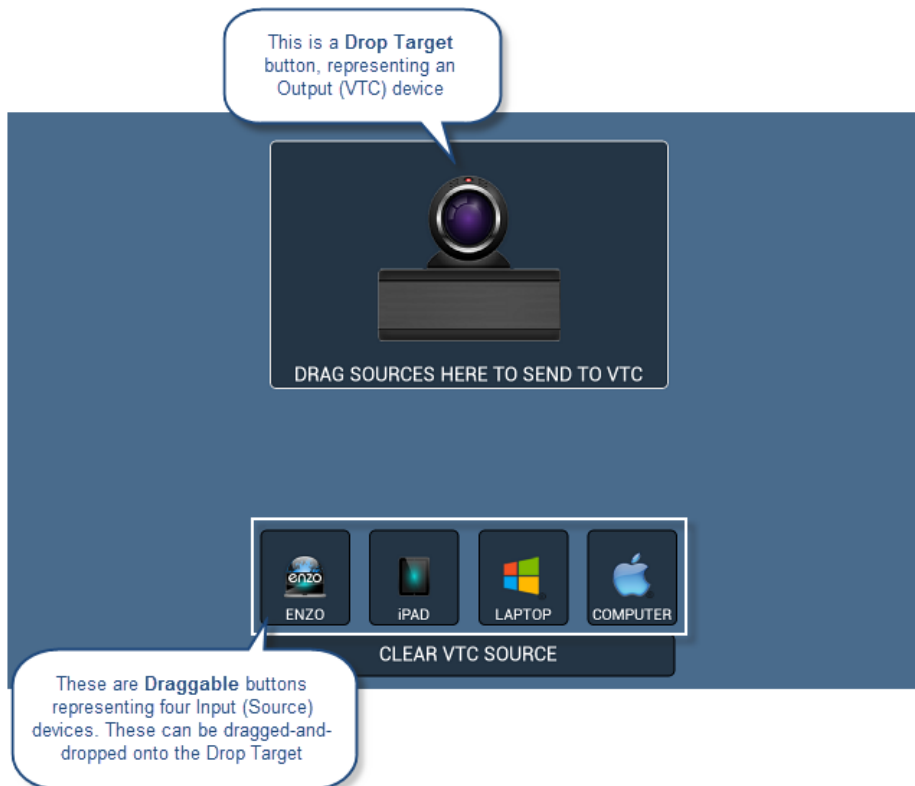 This is a Drop Target
button, representing an
Output (VTC) device
DRAG SOURCES HERE TO SEND TO VTC
enzo
ENZO
iPAD
LAPTOP
COMPUTER
CLEAR VTC SOURCE
These are Draggable buttons
representing four Input (Source)
devices. These can be dragged-and-
dropped onto the Drop Target